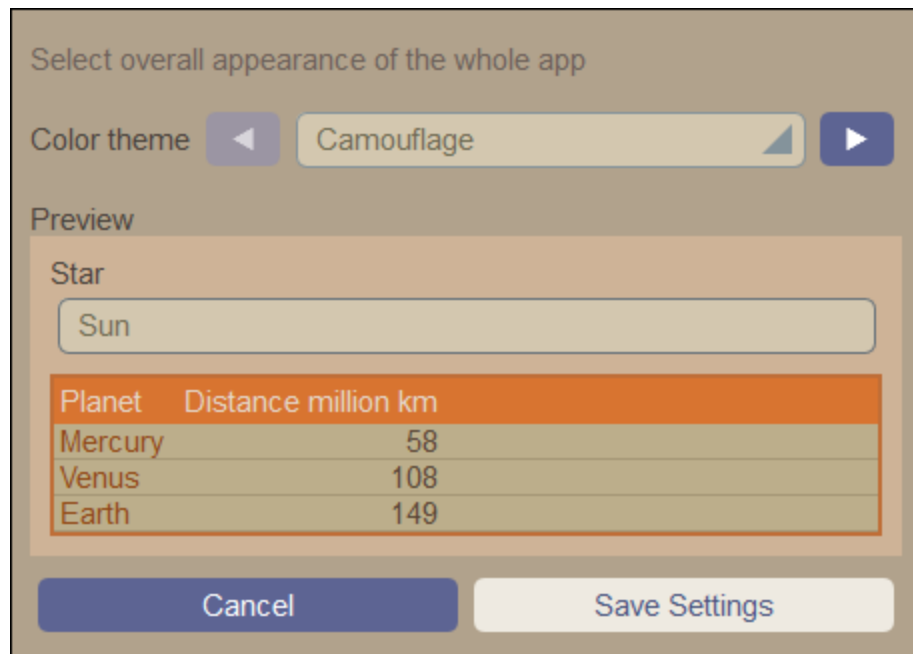 Select overall appearance of the whole app
Color theme Camouflage
Preview
Star
Sun
Planet Distance million km
Mercury 58
Venus 108
Earth 149
Cancel Save Settings